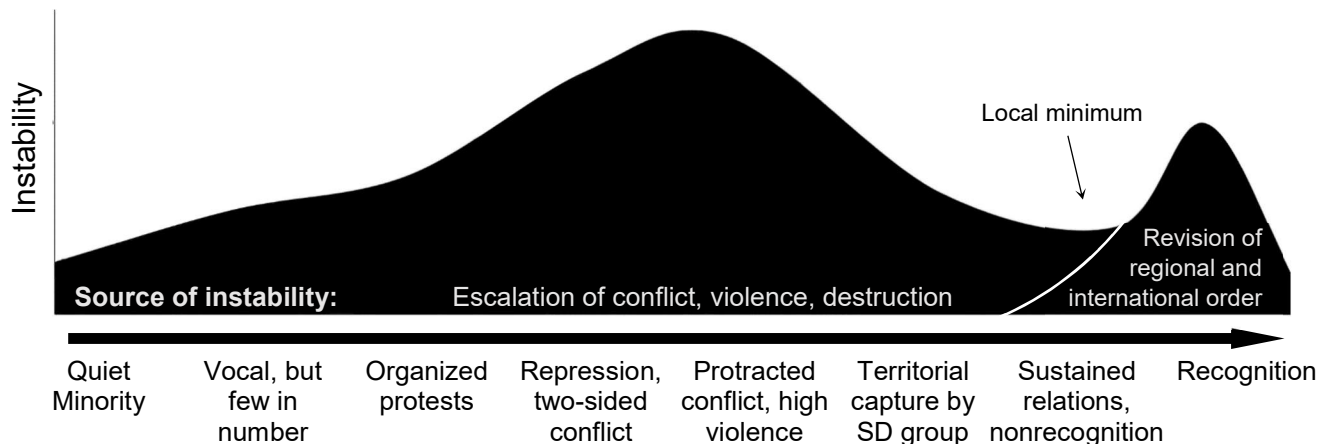 Instability
Local minimum
Revision of
regional and
international order
Source of instability:
Escalation of conflict, violence, destruction
Quiet
Minority
Vocal, but
few in
number
Organized
protests
Repression,
two-sided
conflict
Protracted
conflict, high
violence
Territorial
capture by
SD group
Sustained
relations,
nonrecognition
Recognition